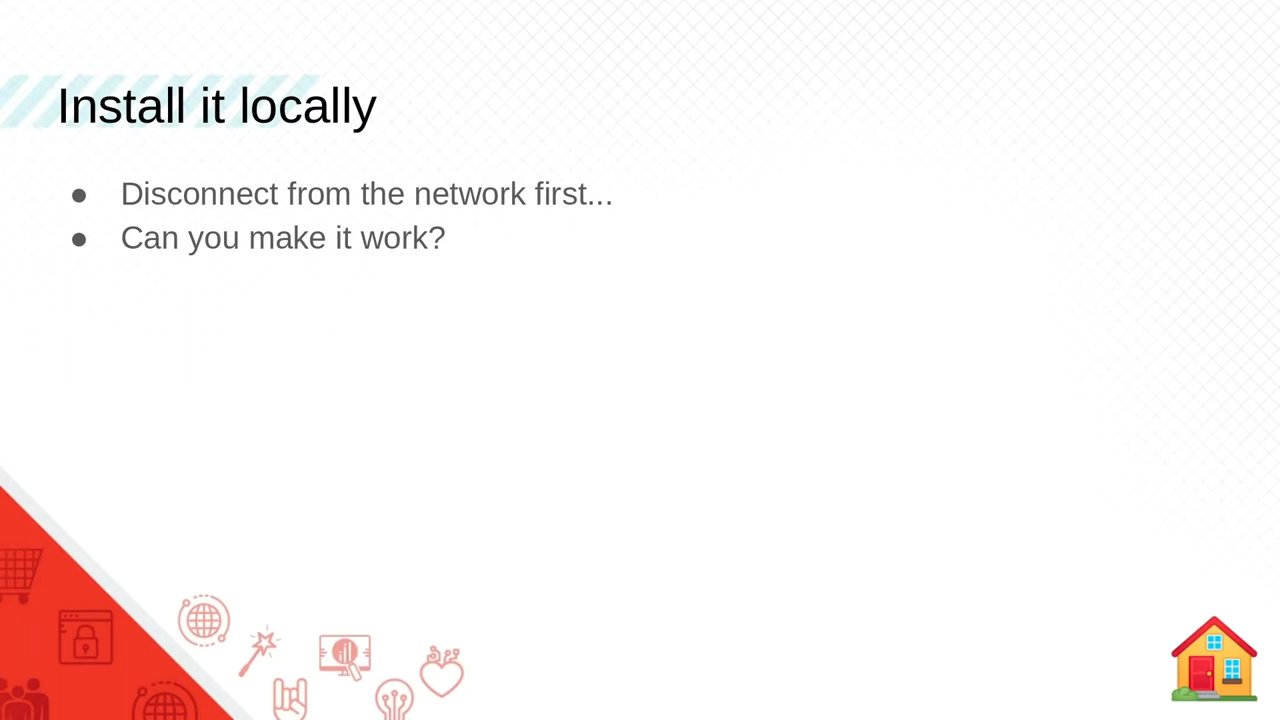 Install it locally
● Disconnect from the network first...
● Can you make it work?